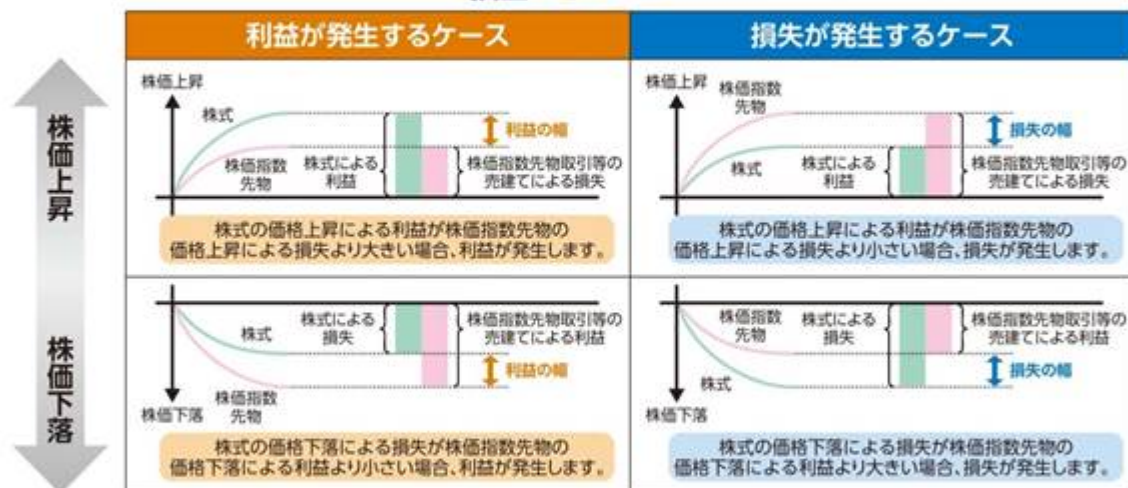 利益が発生するケース
損失が発生するケース
株価上昇
株価下落
株価上昇
株式
株価指数
先物
株式による
利益
利益の幅
株価指数先物取引等の
売建てによる損失
株式の価格上昇による利益が株価指数先物の
価格上昇による損失より大きい場合、利益が発生します。
株価上昇
株価指数
先物
株式
株式による
利益
損失の幅
株価指数先物取引等の
売建てによる損失
株式の価格上昇による利益が株価指数先物の
価格上昇による損失より小さい場合、損失が発生します。
株式
株式による
損失
株価指数先物取引等の
売建てによる利益
利益の幅
株価指数
先物
株価下落
株式の価格下落による損失が株価指数先物の
価格下落による利益より小さい場合、利益が発生します。
株価指数
先物
株式による
損失
株価指数先物取引等の
売建てによる利益
株式
損失の幅
株価下落
株式の価格下落による損失が株価指数先物の
価格下落による利益より大きい場合、損失が発生します。